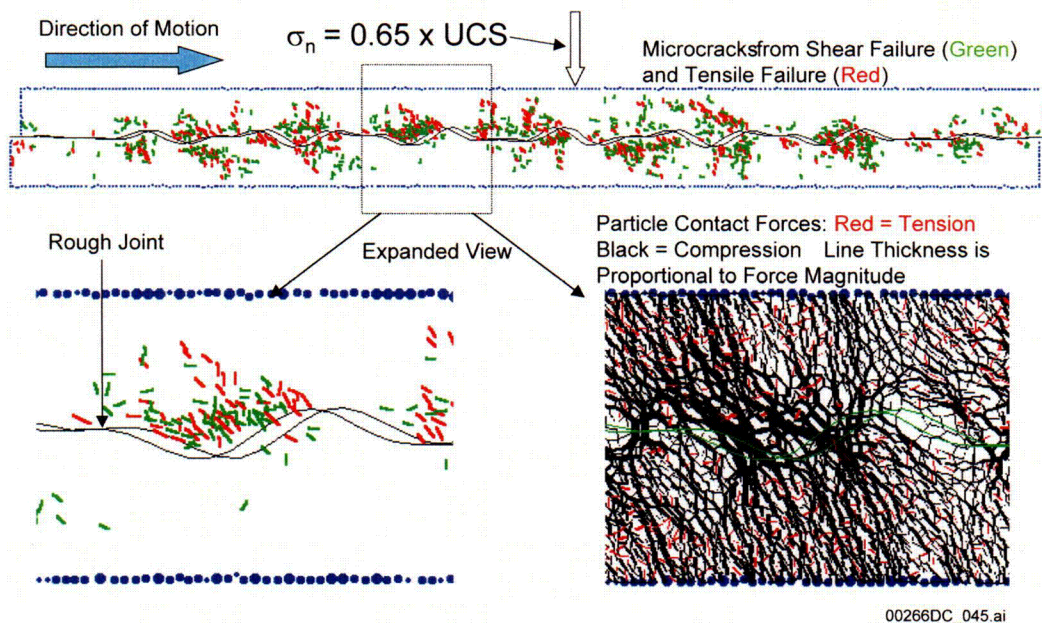 Direction of Motion
σn = 0.65 x UCS
Microcracksfrom Shear Failure (Green)
and Tensile Failure (Red)
Rough Joint
Expanded View
Particle Contact Forces: Red = Tension
Black = Compression Line Thickness is
Proportional to Force Magnitude
00266DC_045.ai